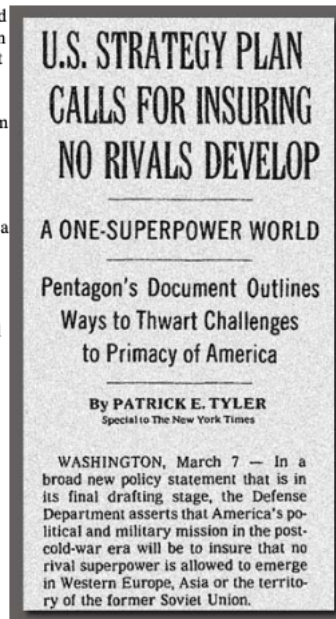 U.S. STRATEGY PLAN
CALLS FOR INSURING
NO RIVALS DEVELOP
A ONE-SUPERPOWER WORLD
Pentagon's Document Outlines
Ways to Thwart Challenges
to Primacy of America
By PATRICK E. TYLER
Special to The New York Times
WASHINGTON, March 7 — In a
broad new policy statement that is in
its final drafting stage, the Defense
Department asserts that America's po-
litical and military mission in the post-
cold-war era will be to insure that no
rival superpower is allowed to emerge
in Western Europe, Asia or the territo-
ry of the former Soviet Union.